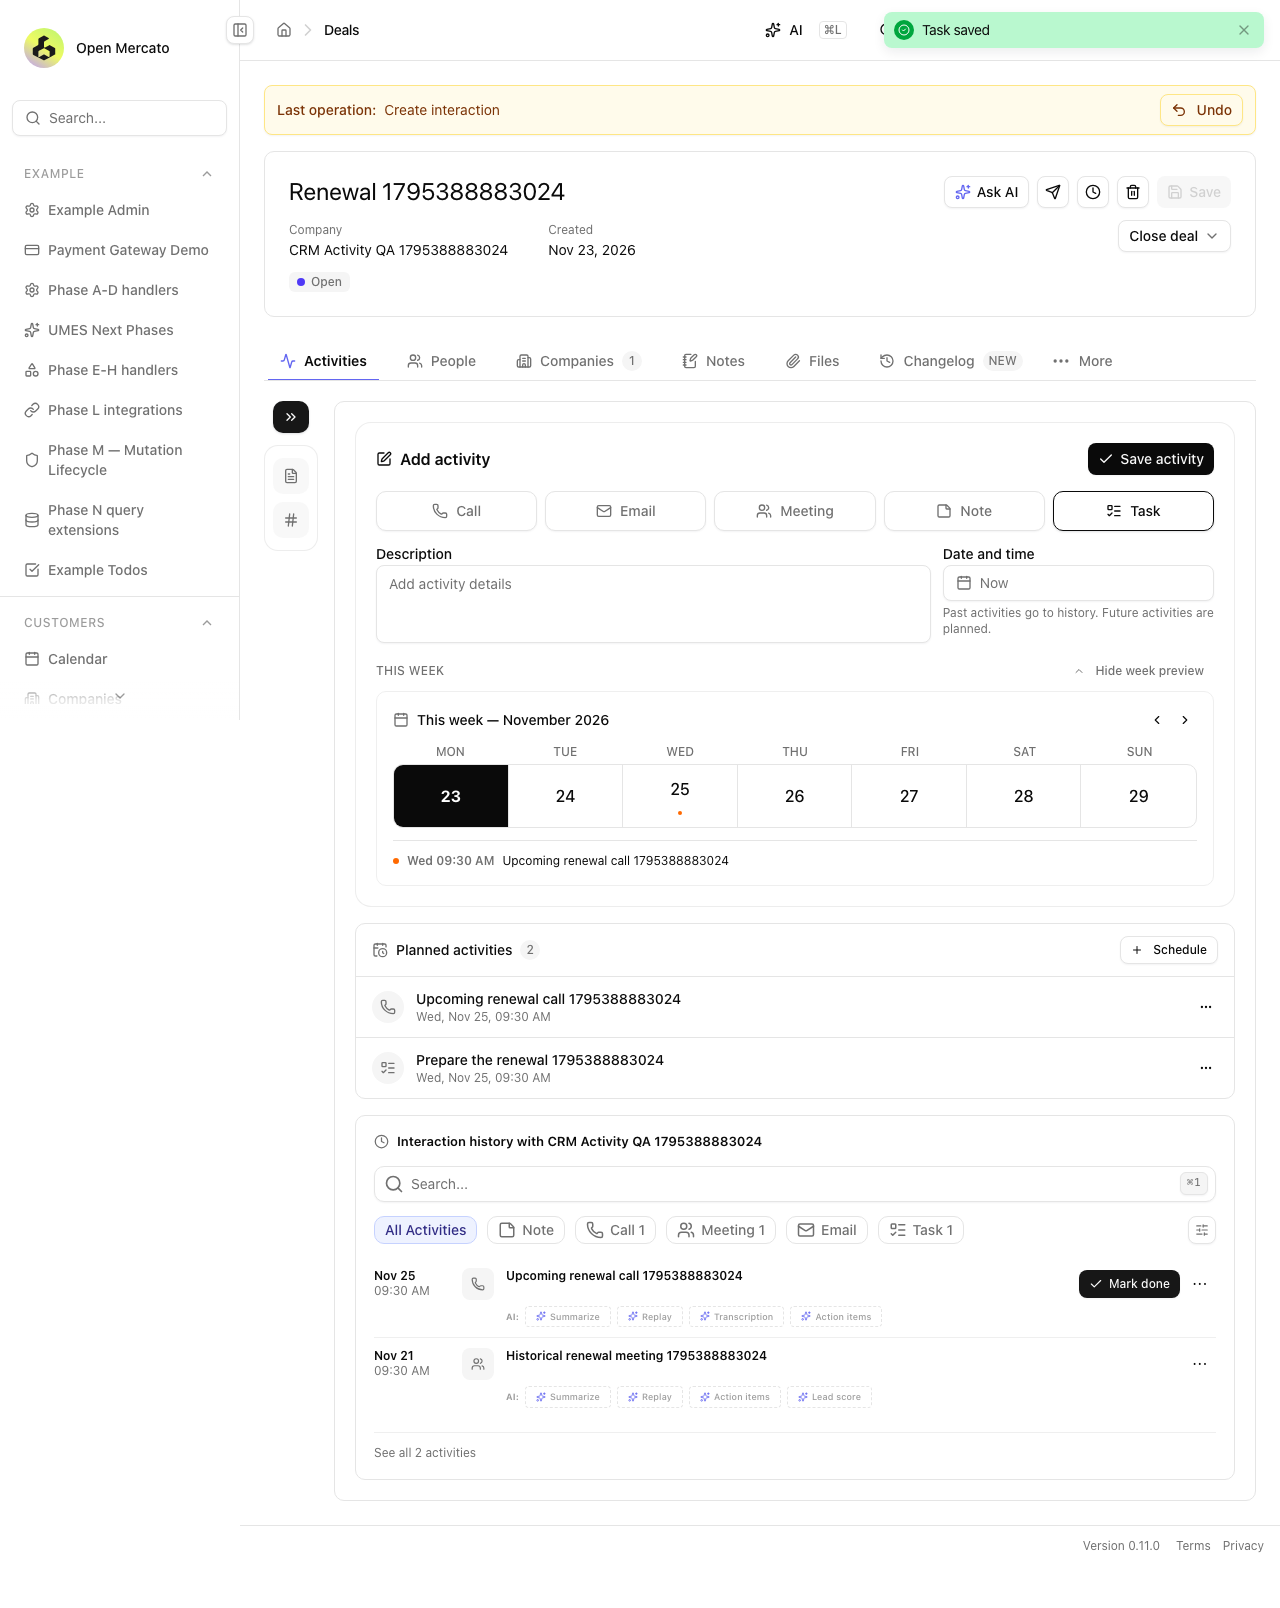 Open Mercato
Deals
AI
⌘L
Task saved
Search...
Last operation: Create interaction
Undo
EXAMPLE
Example Admin
Payment Gateway Demo
Phase A-D handlers
UMES Next Phases
Phase E-H handlers
Phase L integrations
Phase M — Mutation
Lifecycle
Phase N query
extensions
Example Todos
CUSTOMERS
Calendar
Companies
Renewal 1795388883024
Ask AI
Save
Company
Created
CRM Activity QA 1795388883024
Nov 23, 2026
Close deal
Open
Activities
People
Companies 1
Notes
Files
Changelog NEW
More
Add activity
Save activity
Call
Email
Meeting
Note
Task
Description
Date and time
Add activity details
Now
Past activities go to history. Future activities are
planned.
THIS WEEK
Hide week preview
This week — November 2026
MON TUE WED THU FRI SAT SUN
23 24 25 26 27 28 29
Wed 09:30 AM Upcoming renewal call 1795388883024
Planned activities 2
Schedule
Upcoming renewal call 1795388883024
Wed, Nov 25, 09:30 AM
Prepare the renewal 1795388883024
Wed, Nov 25, 09:30 AM
Interaction history with CRM Activity QA 1795388883024
Search...
⌘1
All Activities
Note
Call 1
Meeting 1
Email
Task 1
Nov 25
09:30 AM
Upcoming renewal call 1795388883024
Mark done
AI: Summarize Replay Transcription Action items
Nov 21
09:30 AM
Historical renewal meeting 1795388883024
AI: Summarize Replay Action items Lead score
See all 2 activities
Version 0.11.0 Terms Privacy